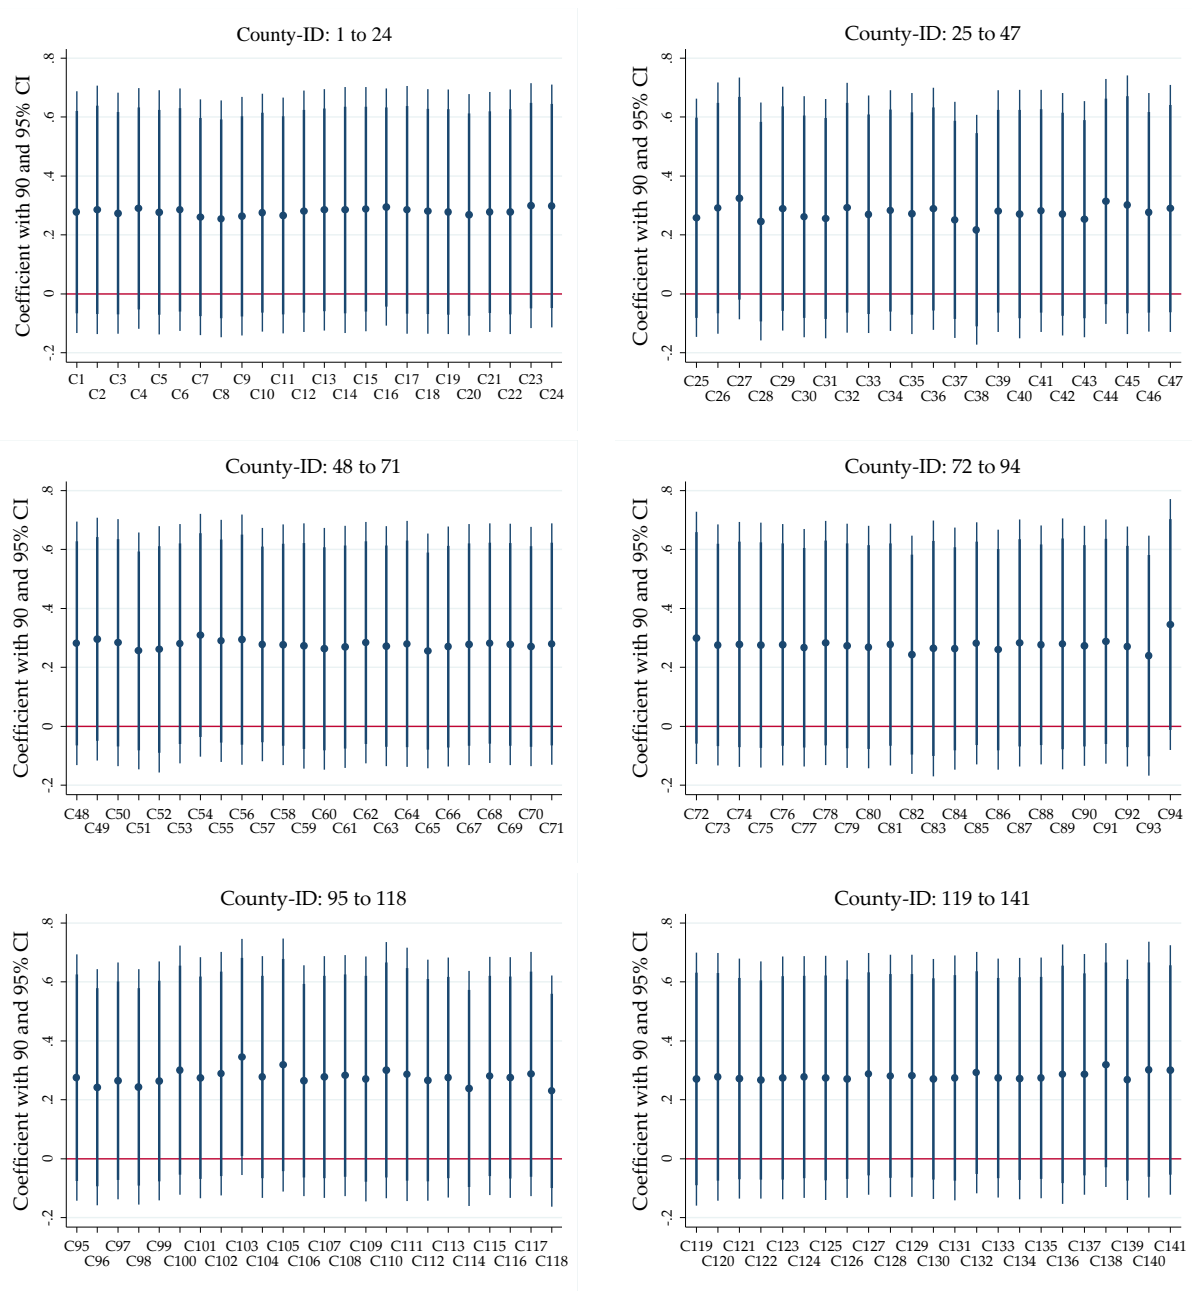 County-ID: 1 to 24
Coefficient with 90 and 95% CI
.8
.6
.4
.2
0
-.2
C1 C3 C5 C7 C9 C11 C13 C15 C17 C19 C21 C23
C2 C4 C6 C8 C10 C12 C14 C16 C18 C20 C22 C24
County-ID: 25 to 47
Coefficient with 90 and 95% CI
.8
.6
.4
.2
0
-.2
C25 C27 C29 C31 C33 C35 C37 C39 C41 C43 C45 C47
C26 C28 C30 C32 C34 C36 C38 C40 C42 C44 C46
County-ID: 48 to 71
Coefficient with 90 and 95% CI
.8
.6
.4
.2
0
-.2
C48 C50 C52 C54 C56 C58 C60 C62 C64 C66 C68 C70
C49 C51 C53 C55 C57 C59 C61 C63 C65 C67 C69 C71
County-ID: 72 to 94
Coefficient with 90 and 95% CI
.8
.6
.4
.2
0
-.2
C72 C74 C76 C78 C80 C82 C84 C86 C88 C90 C92 C94
C73 C75 C77 C79 C81 C83 C85 C87 C89 C91 C93
County-ID: 95 to 118
Coefficient with 90 and 95% CI
.8
.6
.4
.2
0
-.2
C95 C97 C99 C101 C103 C105 C107 C109 C111 C113 C115 C117
C96 C98 C100 C102 C104 C106 C108 C110 C112 C114 C116 C118
County-ID: 119 to 141
Coefficient with 90 and 95% CI
.8
.6
.4
.2
0
-.2
C119 C121 C123 C125 C127 C129 C131 C133 C135 C137 C139 C141
C120 C122 C124 C126 C128 C130 C132 C134 C136 C138 C140